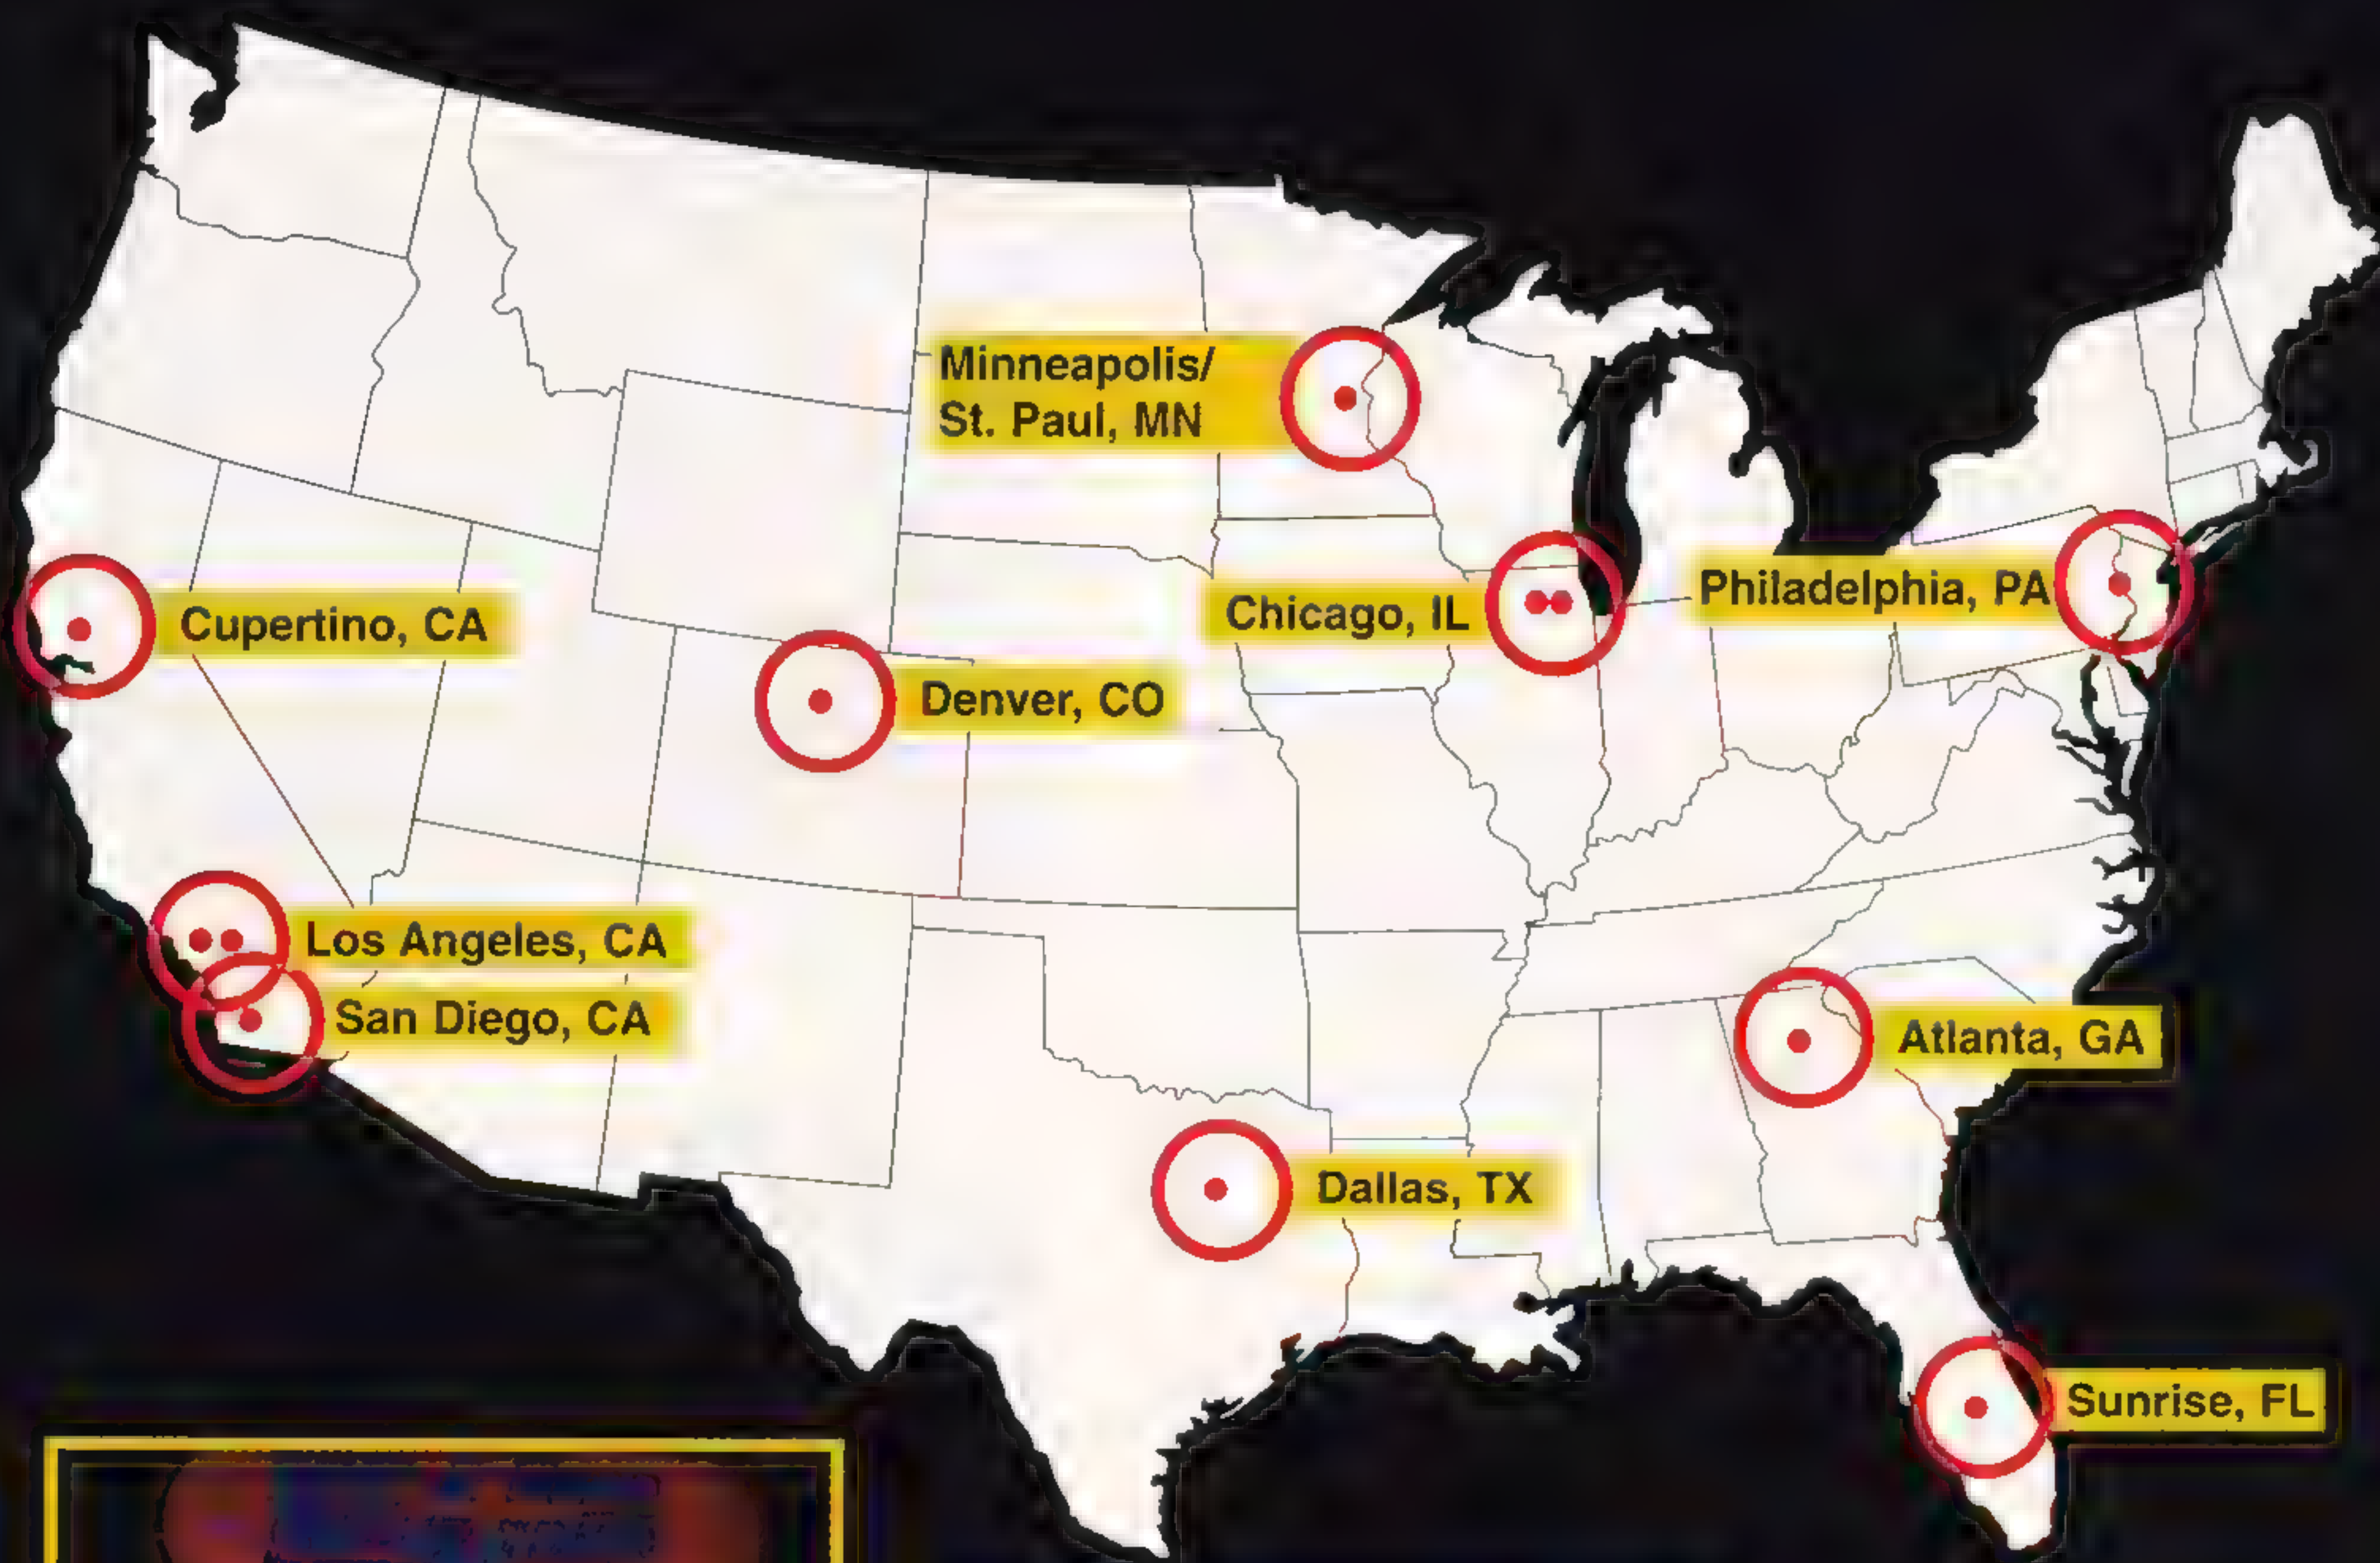 Minneapolis/
St. Paul, MN
Philadelphia, PA
Chicago, IL
Cupertino, CA
Denver, CO
Los Angeles, CA
San Diego, CA
Atlanta, GA
Dallas, TX
Sunrise, FL